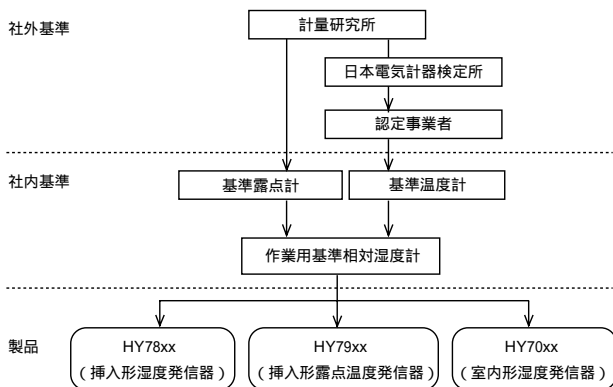 社外基準
計量研究所
日本電気計器検定所
認定事業者
社内基準
基準露点計
基準温度計
作業用基準相対湿度計
製品
HY78xx
(挿入形湿度発信器)
HY79xx
(挿入形露点温度発信器)
HY70xx
(室内形湿度発信器)